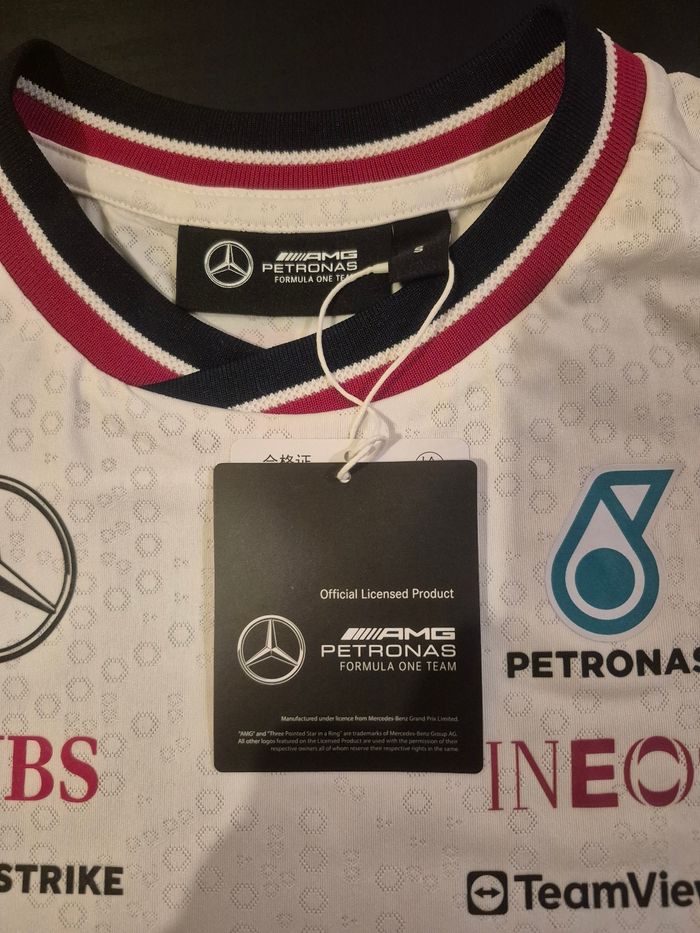 AMG
PETRONAS
FORMULA ONE TEA
S
合格证
Official Licensed Product
AMG
PETRONAS
FORMULA ONE TEAM
Manufactured under licence from Mercedes-Benz Grand Prix Limited.
"AMG" and "Three Pointed Star in a Ring" are trademarks of Mercedes-Benz Group AG.
All other logos featured on the Licensed Product are used with the permission of their
respective owners all of whom reserve their respective rights in the same.
PETRONAS
BS
INEO
STRIKE
TeamView